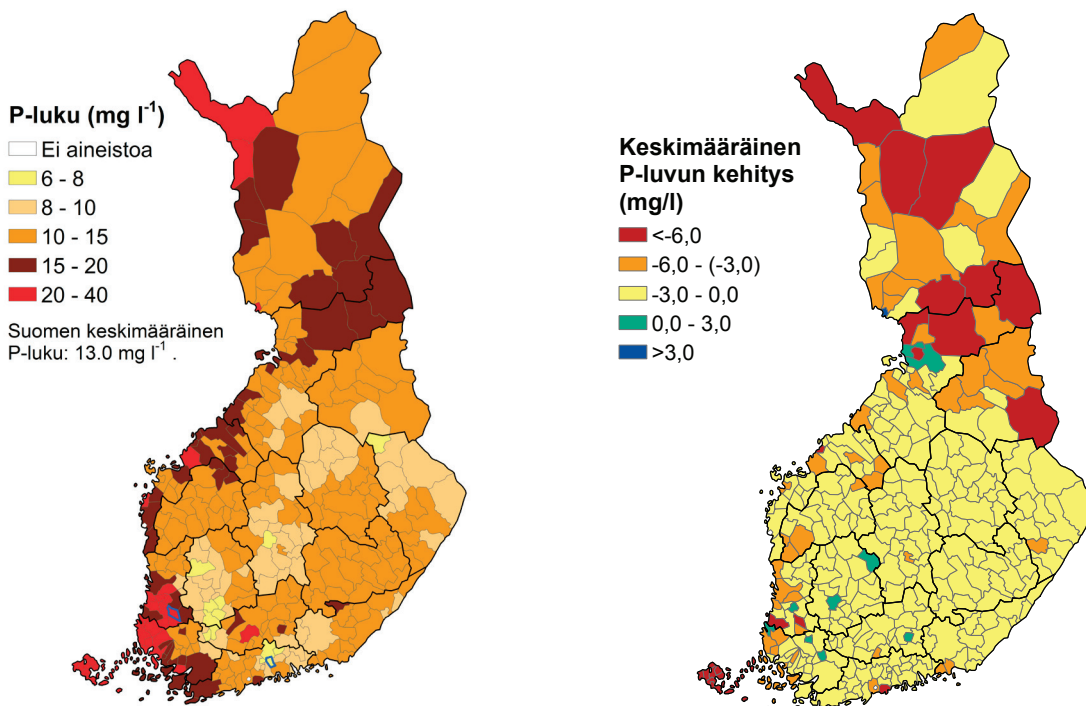 P-luku (mg l⁻¹)
Ei aineistoa
6 - 8
8 - 10
10 - 15
15 - 20
20 - 40
Suomen keskimääräinen
P-luku: 13.0 mg l⁻¹ .
Keskimääräinen
P-luvun kehitys
(mg/l)
<-6,0
-6,0 - (-3,0)
-3,0 - 0,0
0,0 - 3,0
>3,0